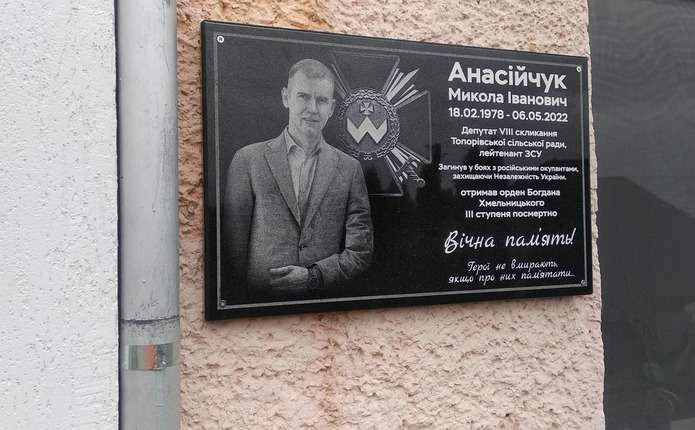 Анасійчук
Микола Іванович
18.02.1978 - 06.05.2022
Депутат VIII скликання
Топорівської сільської ради,
лейтенант ЗСУ
Загинув у боях з російськими окупантами,
захищаючи Незалежність України.
отримав орден Богдана
Хмельницького
III ступеня посмертно
Вічна пам'ять!
Герої не вмирають,
якщо про них пам'ятати...